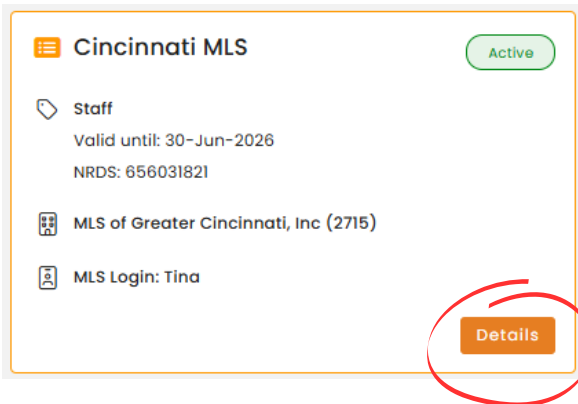 Cincinnati MLS
Active
Staff
Valid until: 30-Jun-2026
NRDS: 656031821
MLS of Greater Cincinnati, Inc (2715)
MLS Login: Tina
Details